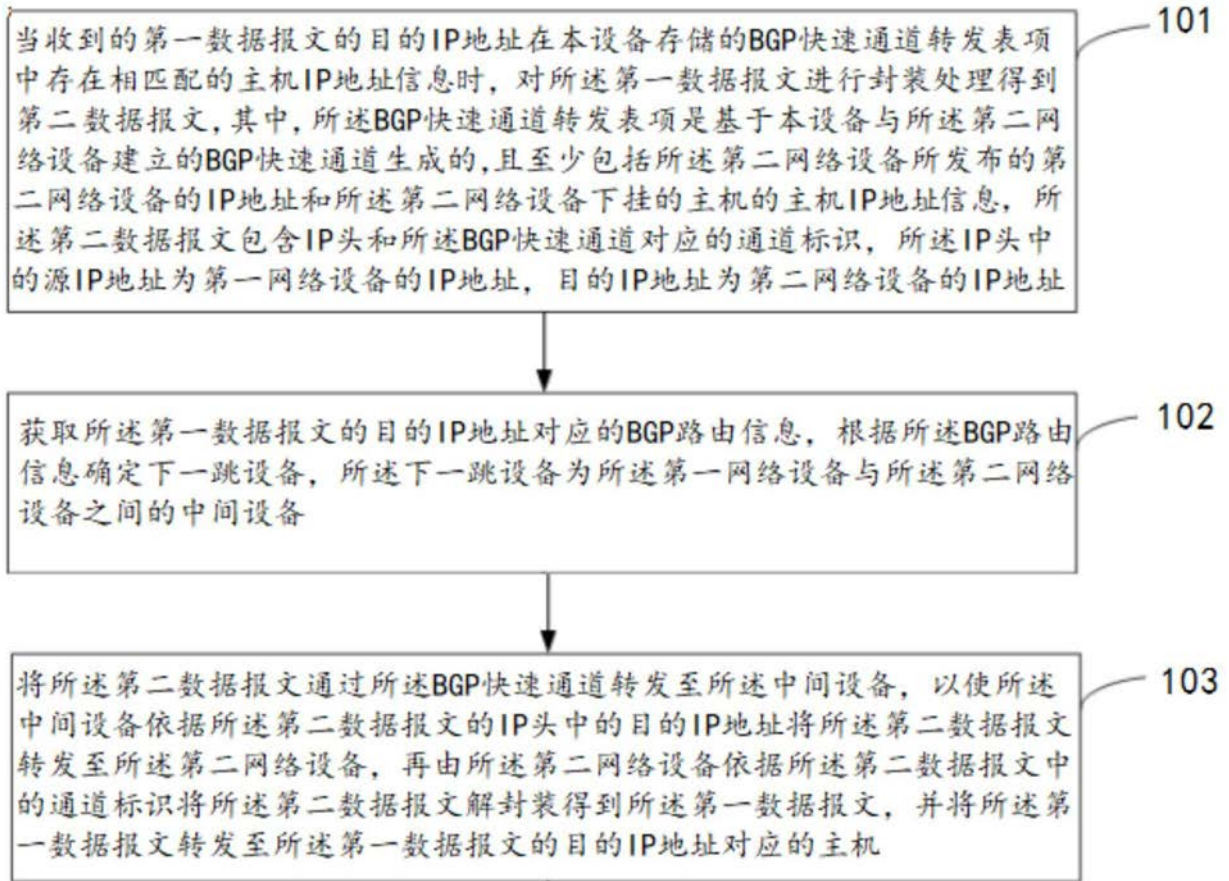 101
当收到的第一数据报文的目的IP地址在本设备存储的BGP快速通道转发表项
中存在相匹配的主机IP地址信息时，对所述第一数据报文进行封装处理得到
第二数据报文,其中,所述BGP快速通道转发表项是基于本设备与所述第二网
络设备建立的BGP快速通道生成的,且至少包括所述第二网络设备所发布的第
二网络设备的IP地址和所述第二网络设备下挂的主机的主机IP地址信息，所
述第二数据报文包含IP头和所述BGP快速通道对应的通道标识，所述IP头中
的源IP地址为第一网络设备的IP地址，目的IP地址为第二网络设备的IP地址
102
获取所述第一数据报文的目的IP地址对应的BGP路由信息，根据所述BGP路由
信息确定下一跳设备，所述下一跳设备为所述第一网络设备与所述第二网络
设备之间的中间设备
103
将所述第二数据报文通过所述BGP快速通道转发至所述中间设备，以使所述
中间设备依据所述第二数据报文的IP头中的目的IP地址将所述第二数据报文
转发至所述第二网络设备，再由所述第二网络设备依据所述第二数据报文中
的通道标识将所述第二数据报文解封装得到所述第一数据报文，并将所述第
一数据报文转发至所述第一数据报文的目的IP地址对应的主机